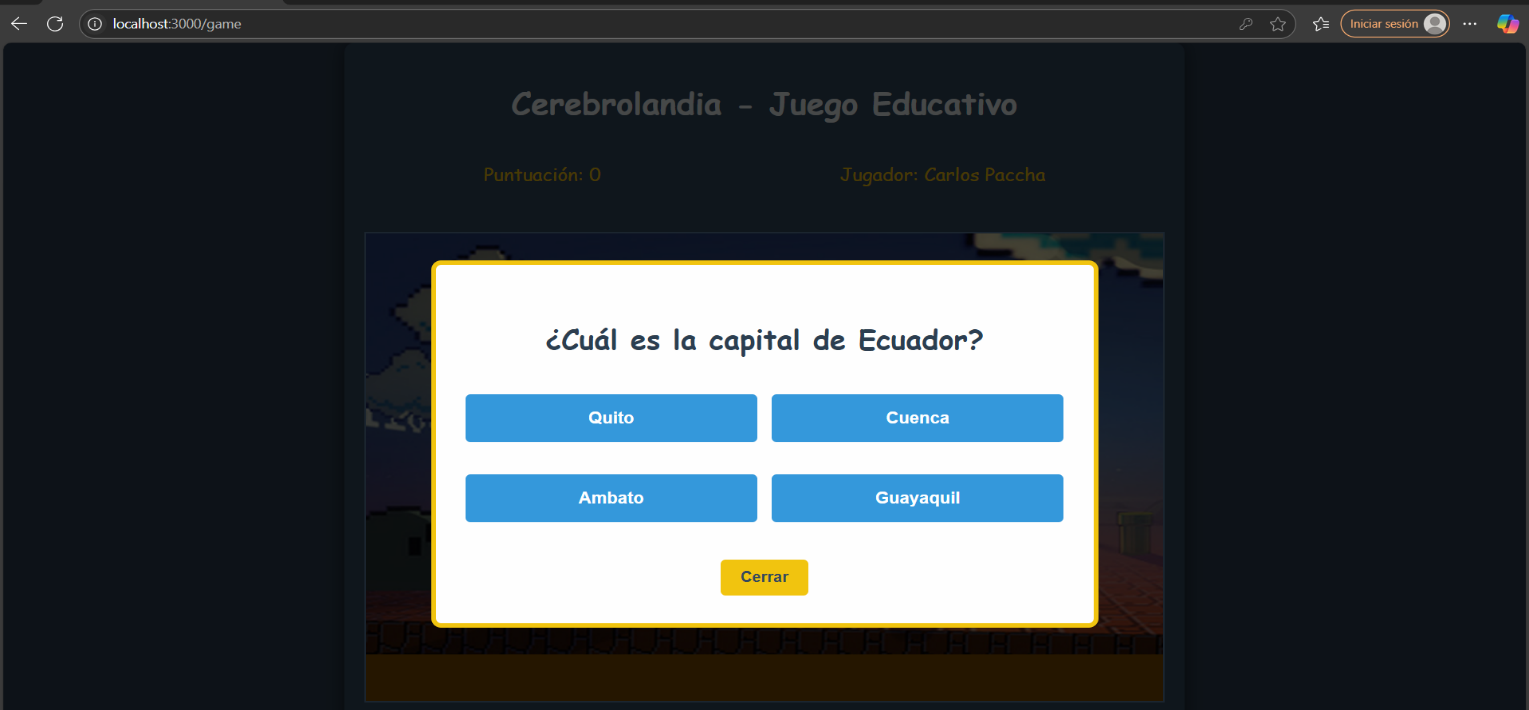 localhost:3000/game
Iniciar sesión
Cerebrolandia - Juego Educativo
Puntuación: 0
Jugador: Carlos Paccha
¿Cuál es la capital de Ecuador?
Quito
Cuenca
Ambato
Guayaquil
Cerrar